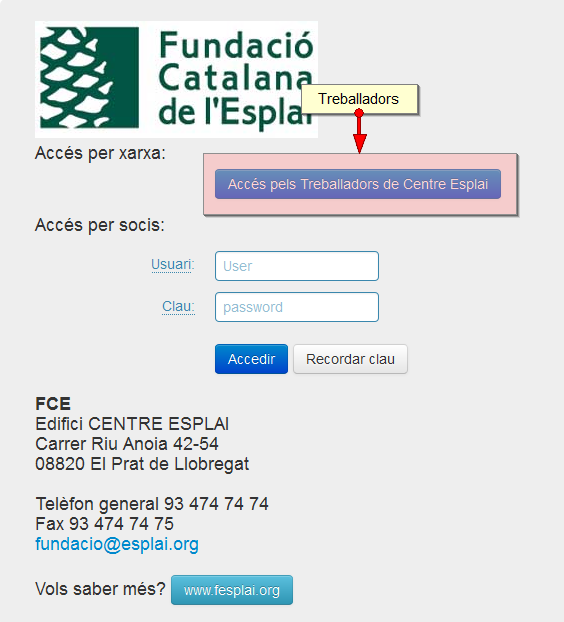 Fundació
Catalana
de l'Esplai
Treballadors
Accés per xarxa:
Accés pels Treballadors de Centre Esplai
Accés per socis:
Usuari:
User
Clau:
password
Accedir
Recordar clau
FCE
Edifici CENTRE ESPLAI
Carrer Riu Anoia 42-54
08820 El Prat de Llobregat
Telèfon general 93 474 74 74
Fax 93 474 74 75
fundacio@esplai.org
Vols saber més? www.fesplai.org